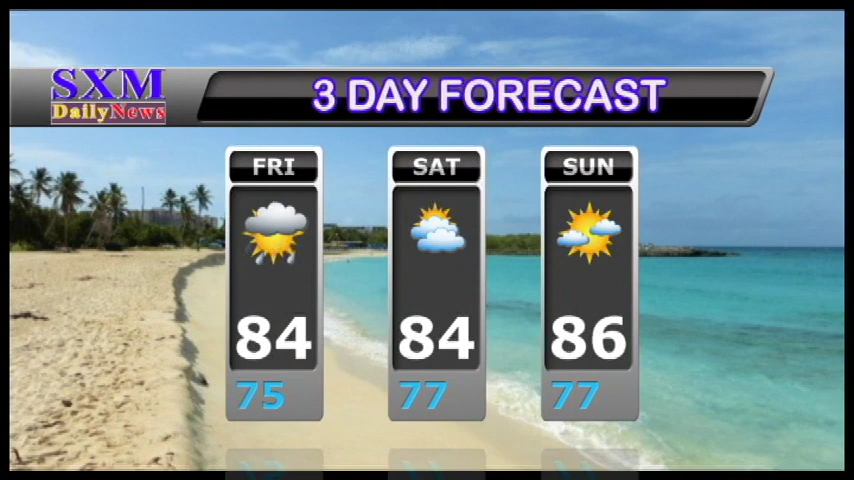 SXM
DailyNews
3 DAY FORECAST
FRI
84
75
SAT
84
77
SUN
86
77